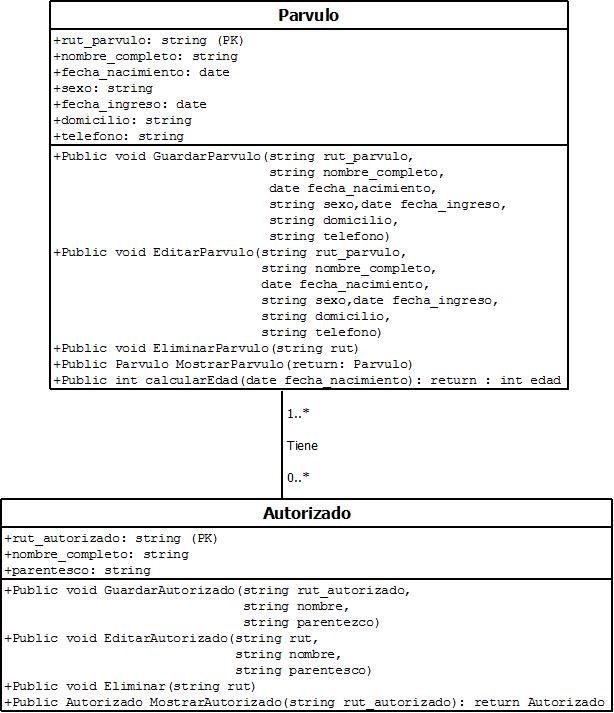 Parvulo
+rut_parvulo: string (PK)
+nombre_completo: string
+fecha_nacimiento: date
+sexo: string
+fecha_ingreso: date
+domicilio: string
+telefono: string
+Public void GuardarParvulo(string rut_parvulo,
string nombre_completo,
date fecha_nacimiento,
string sexo,date fecha_ingreso,
string domicilio,
string telefono)
+Public void EditarParvulo(string rut_parvulo,
string nombre_completo,
date fecha_nacimiento,
string sexo,date fecha_ingreso,
string domicilio,
string telefono)
+Public void EliminarParvulo(string rut)
+Public Parvulo MostrarParvulo(return: Parvulo)
+Public int calcularEdad(date fecha_nacimiento): return : int edad
1..*
Tiene
0..*
Autorizado
+rut_autorizado: string (PK)
+nombre_completo: string
+parentesco: string
+Public void GuardarAutorizado(string rut_autorizado,
string nombre,
string parentezco)
+Public void EditarAutorizado(string rut,
string nombre,
string parentesco)
+Public void Eliminar(string rut)
+Public Autorizado MostrarAutorizado(string rut_autorizado): return Autorizado